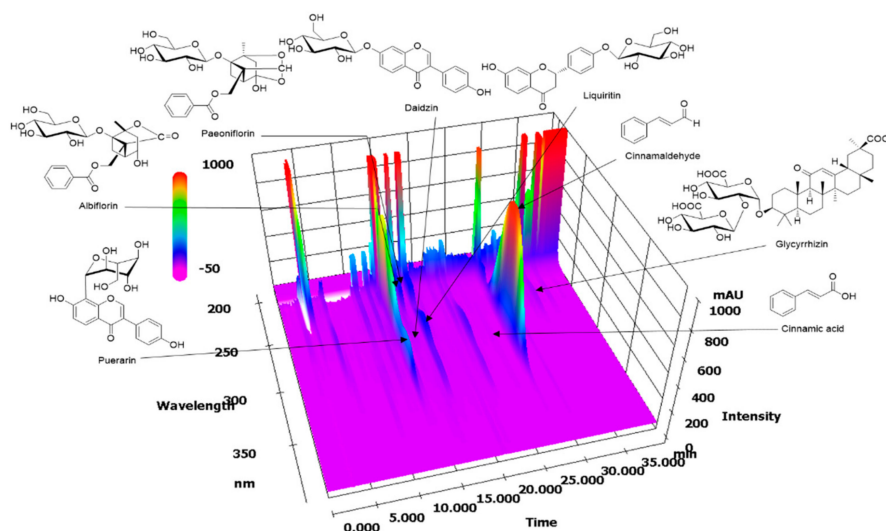 Daidzin
Liquiritin
Paeoniflorin
Cinnamaldehyde
1000
Albiflorin
-50
Glycyrrhizin
mAU
200
1000
250
800
Cinnamic acid
Puerarin
600
Wavelength
300
400
Intensity
200
350
0
nm
min
35.000
30.000
25.000
20.000
15.000
10.000
5.000
0.000
Time